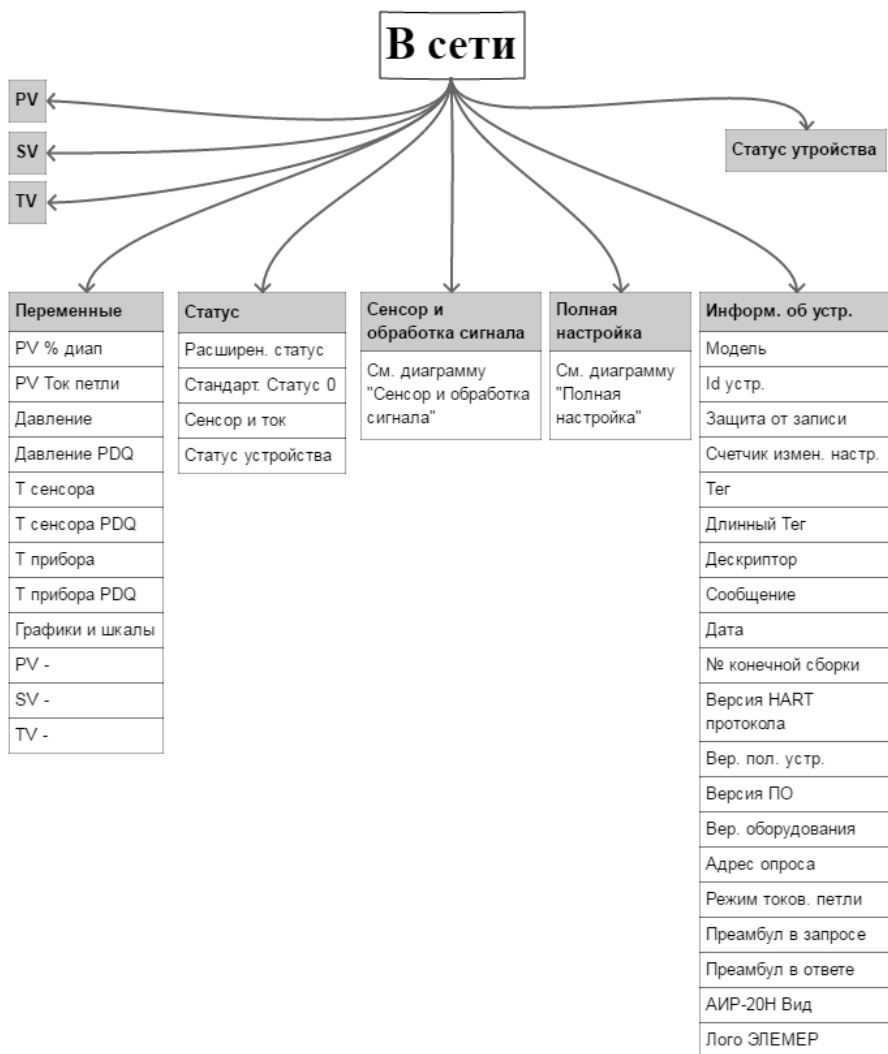 В сети
PV
SV
TV
Статус утройства
Переменные
PV % диап
PV Ток петли
Давление
Давление PDQ
Т сенсора
Т сенсора PDQ
Т прибора
Т прибора PDQ
Графики и шкалы
PV -
SV -
TV -
Статус
Расширен. статус
Стандарт. Статус 0
Сенсор и ток
Статус устройства
Сенсор и
обработка сигнала
См. диаграмму
"Сенсор и обработка
сигнала"
Полная
настройка
См. диаграмму
"Полная
настройка"
Информ. об устр.
Модель
Id устр.
Защита от записи
Счетчик измен. настр.
Тег
Длинный Тег
Дескриптор
Сообщение
Дата
№ конечной сборки
Версия HART
протокола
Вер. пол. устр.
Версия ПО
Вер. оборудования
Адрес опроса
Режим токов. петли
Преамбул в запросе
Преамбул в ответе
АИР-20Н Вид
Лого ЭЛЕМЕР